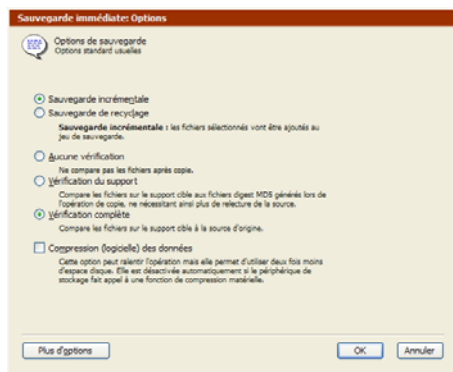 Sauvegarde immédiate: Options
Options de sauvegarde
Options standard usuelles
Sauvegarde incrémentale
Sauvegarde de recyclage
Sauvegarde incrémentale : les fichiers sélectionnés vont être ajoutés au
jeu de sauvegarde.
Aucune vérification
Ne compare pas les fichiers après copie.
Vérification du support
Compare les fichiers sur le support cible aux fichiers digest MD5 générés lors de
l'opération de copie, ne nécessitant ainsi plus de relecture de la source.
Vérification complète
Compare les fichiers sur le support cible à la source d'origine.
Compression (logicielle) des données
Cette option peut ralentir l'opération mais elle permet d'utiliser deux fois moins
d'espace disque. Elle est désactivée automatiquement si le périphérique de
stockage fait appel à une fonction de compression matérielle.
Plus d'options
OK
Annuler